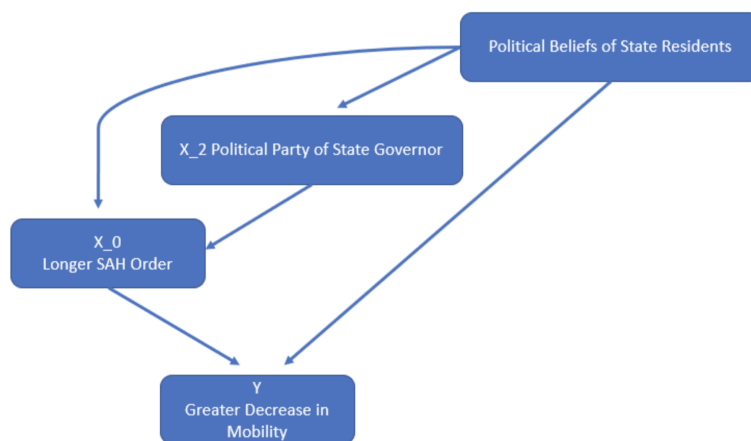 Political Beliefs of State Residents
X_2 Political Party of State Governor
X_0
Longer SAH Order
Y
Greater Decrease in
Mobility